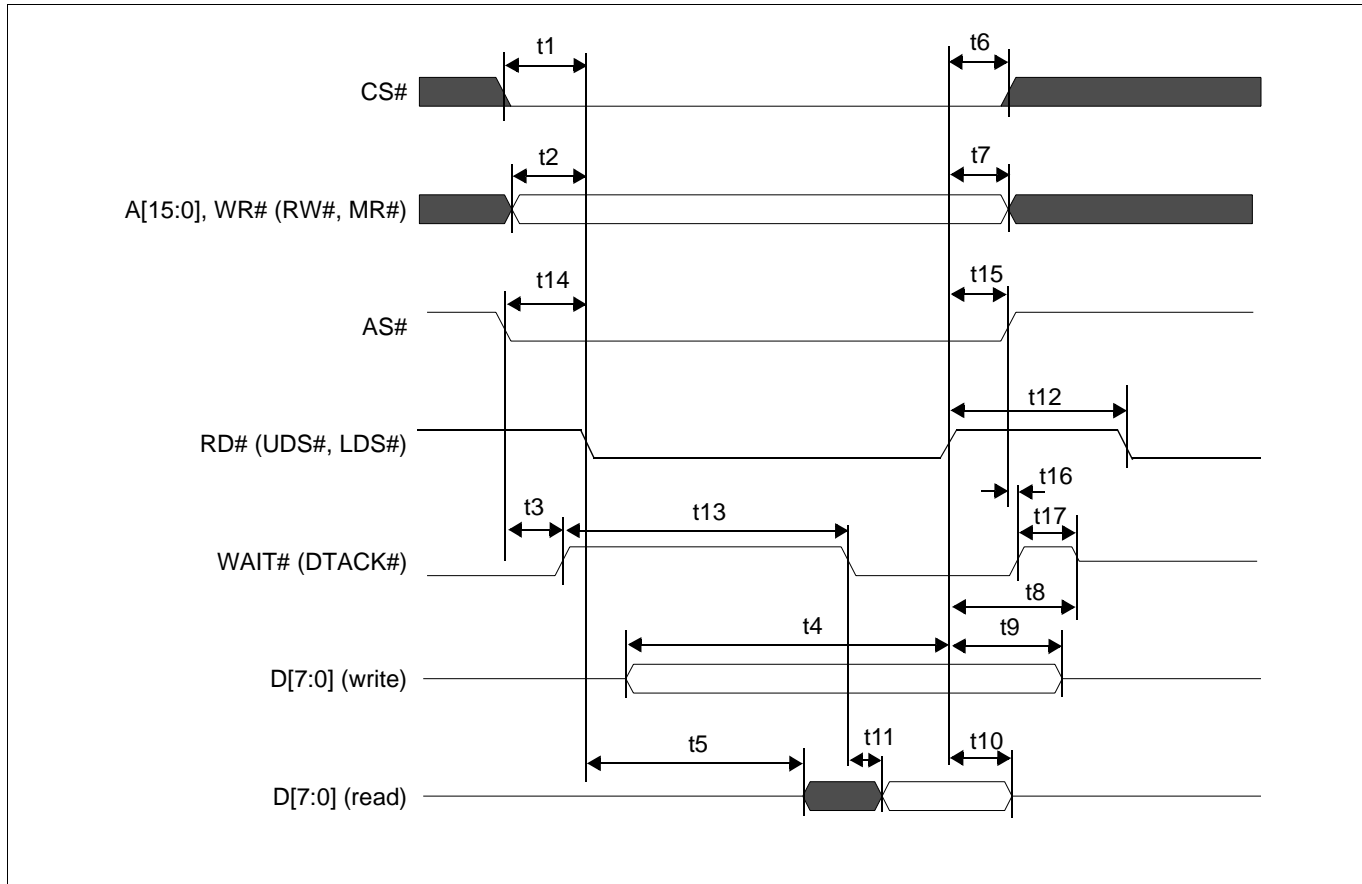 t1
t6
CS#
t2
t7
A[15:0], WR# (RW#, MR#)
t14
t15
AS#
t12
RD# (UDS#, LDS#)
t16
t3
t13
t17
WAIT# (DTACK#)
t8
t4
t9
D[7:0] (write)
t5
t11
t10
D[7:0] (read)